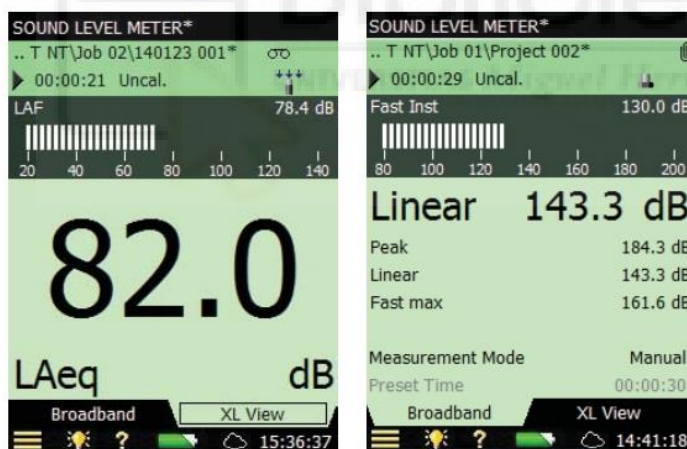 SOUND LEVEL METER*
.. T NT\Job 02\140123 001*
00:00:21 Uncal.
LAF 78.4 dB
20 40 60 80 100 120 140
82.0
LAeq dB
Broadband XL View
? 15:36:37
SOUND LEVEL METER*
.. T NT\Job 01\Project 002*
00:00:29 Uncal.
Fast Inst 130.0 dB
80 100 120 140 160 180 200
Linear 143.3 dB
Peak 184.3 dB
Linear 143.3 dB
Fast max 161.6 dB
Measurement Mode Manual
Preset Time 00:00:30
Broadband XL View
? 14:41:18